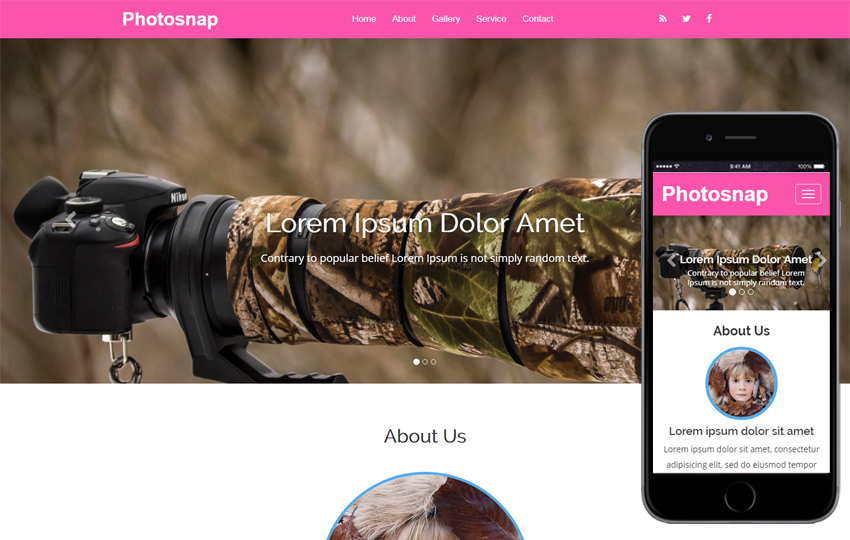 Photosnap
Home About Gallery Service Contact
Nikon
Lorem Ipsum Dolor Amet
Contrary to popular belief Lorem Ipsum is not simply random text.
About Us
9:41 AM 100%
Photosnap
Lorem Ipsum Dolor Amet
Contrary to popular belief Lorem
Ipsum is not simply random text.
About Us
Lorem ipsum dolor sit amet
Lorem ipsum dolor sit amet, consectetur
adipisicing elit, sed do eiusmod tempor